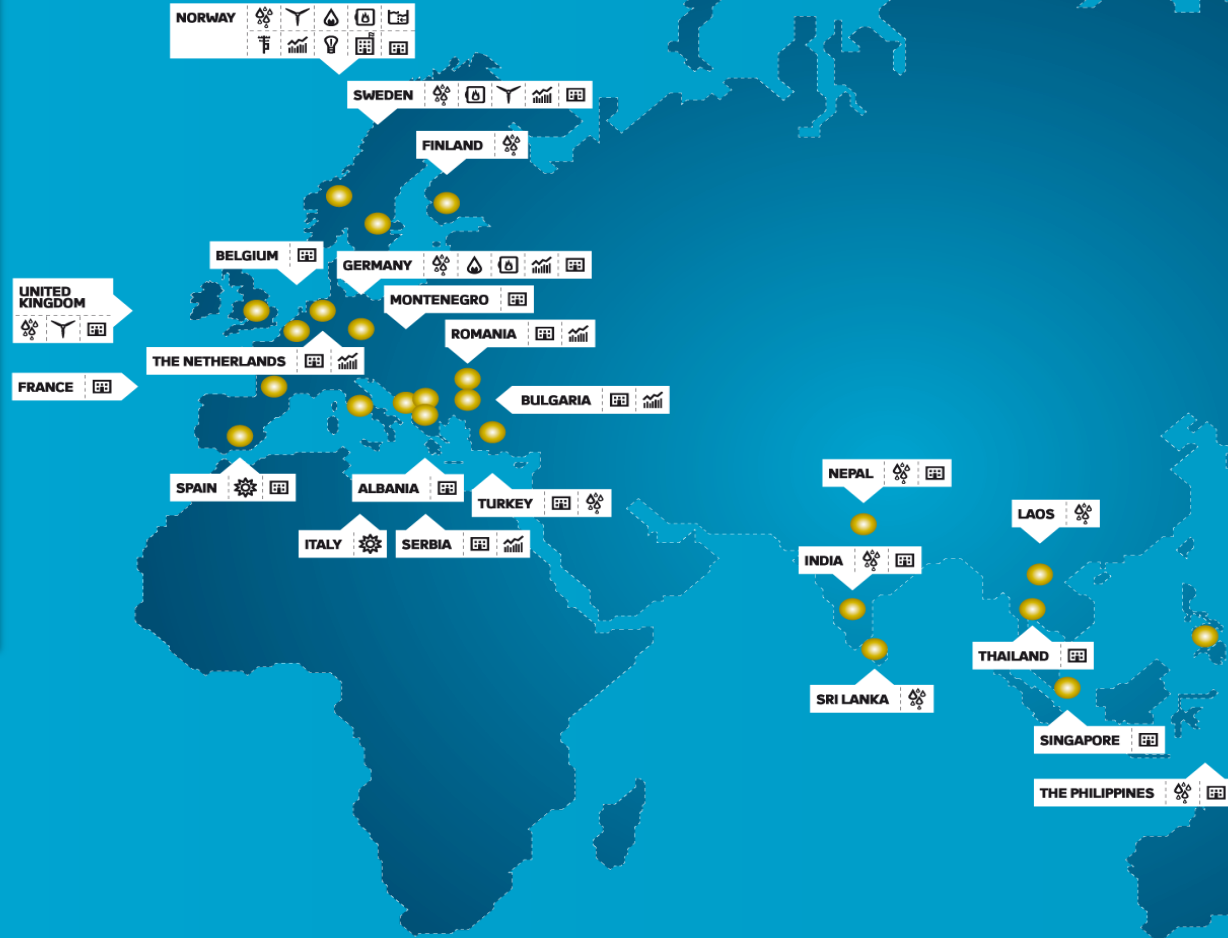 NORWAY
SWEDEN
FINLAND
BELGIUM
GERMANY
UNITED
KINGDOM
MONTENEGRO
ROMANIA
THE NETHERLANDS
FRANCE
BULGARIA
NEPAL
SPAIN
ALBANIA
TURKEY
LAOS
ITALY
SERBIA
INDIA
THAILAND
SRI LANKA
SINGAPORE
THE PHILIPPINES